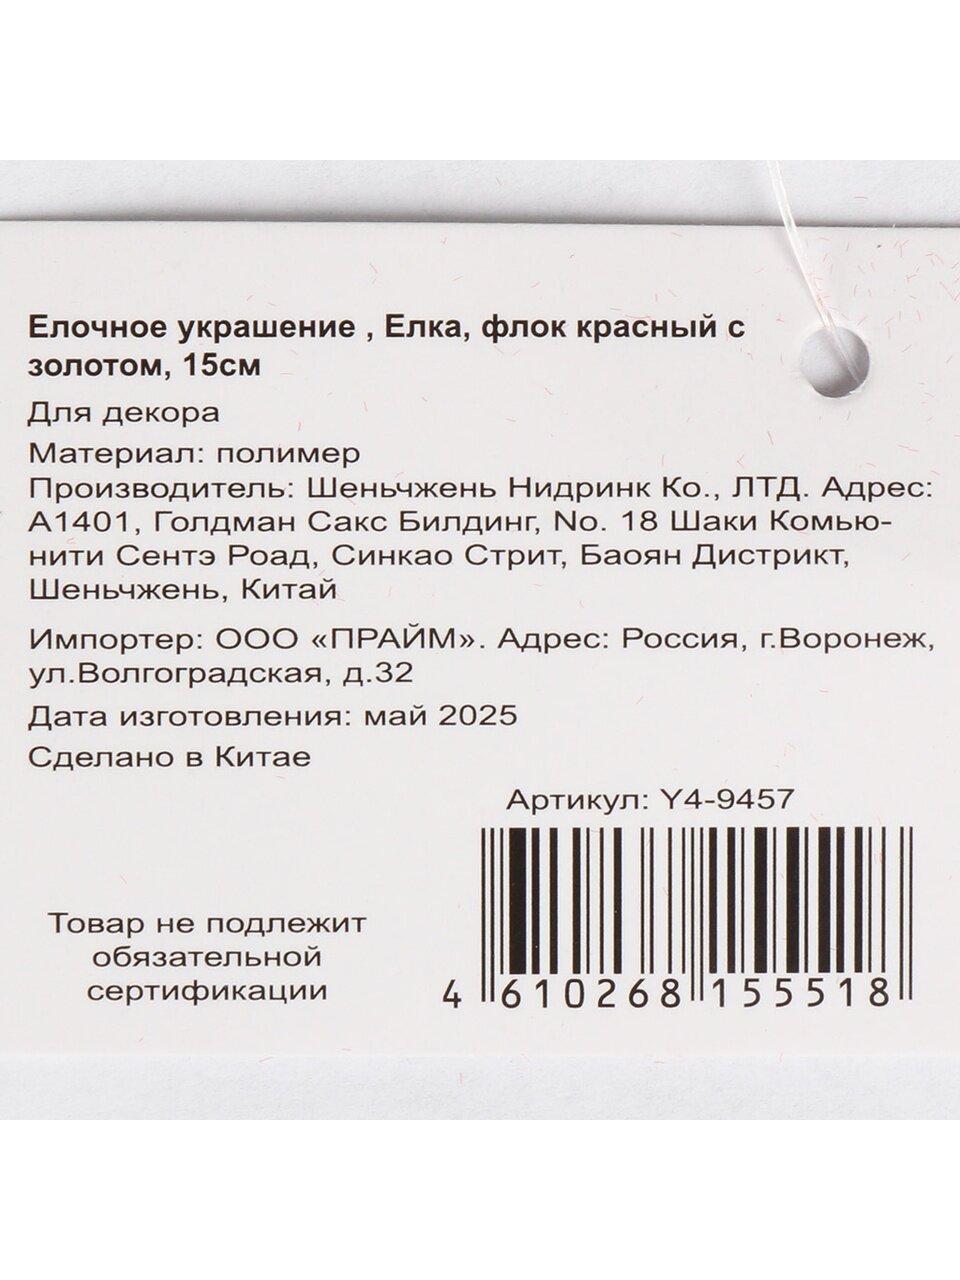 Елочное украшение , Елка, флок красный с
золотом, 15см
Для декора
Материал: полимер
Производитель: Шеньчжень Нидринк Ко., ЛТД. Адрес:
А1401, Голдман Сакс Билдинг, No. 18 Шаки Комью-
нити Сентэ Роад, Синкао Стрит, Баоян Дистрикт,
Шеньчжень, Китай
Импортер: ООО «ПРАЙМ». Адрес: Россия, г.Воронеж,
ул.Волгоградская, д.32
Дата изготовления: май 2025
Сделано в Китае
Артикул: Y4-9457
Товар не подлежит
обязательной
сертификации
4 610268 155518